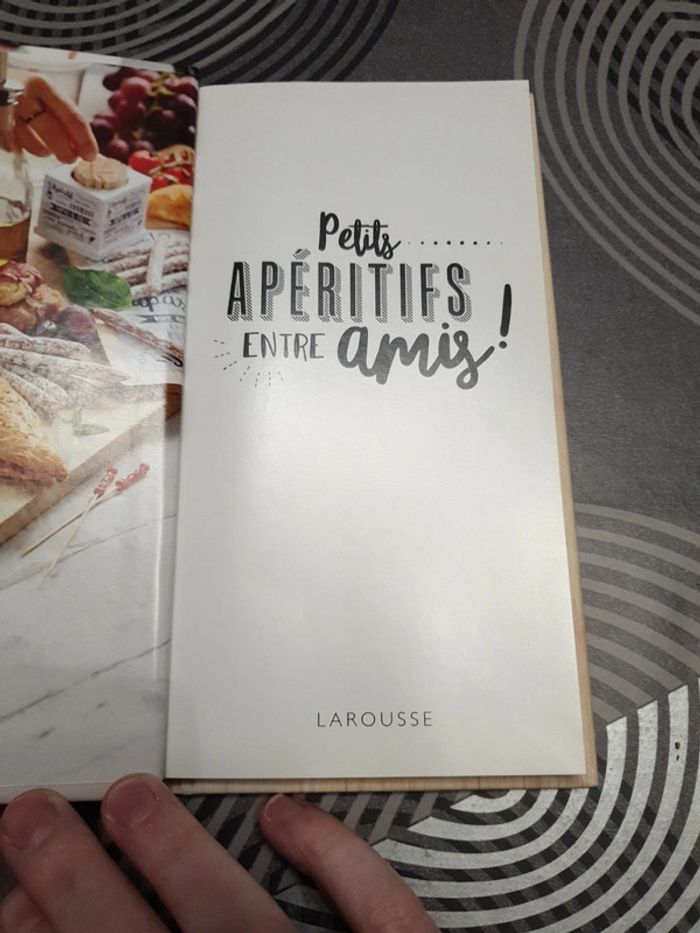 Petits
APÉRITIFS
ENTRE amis!
LAROUSSE